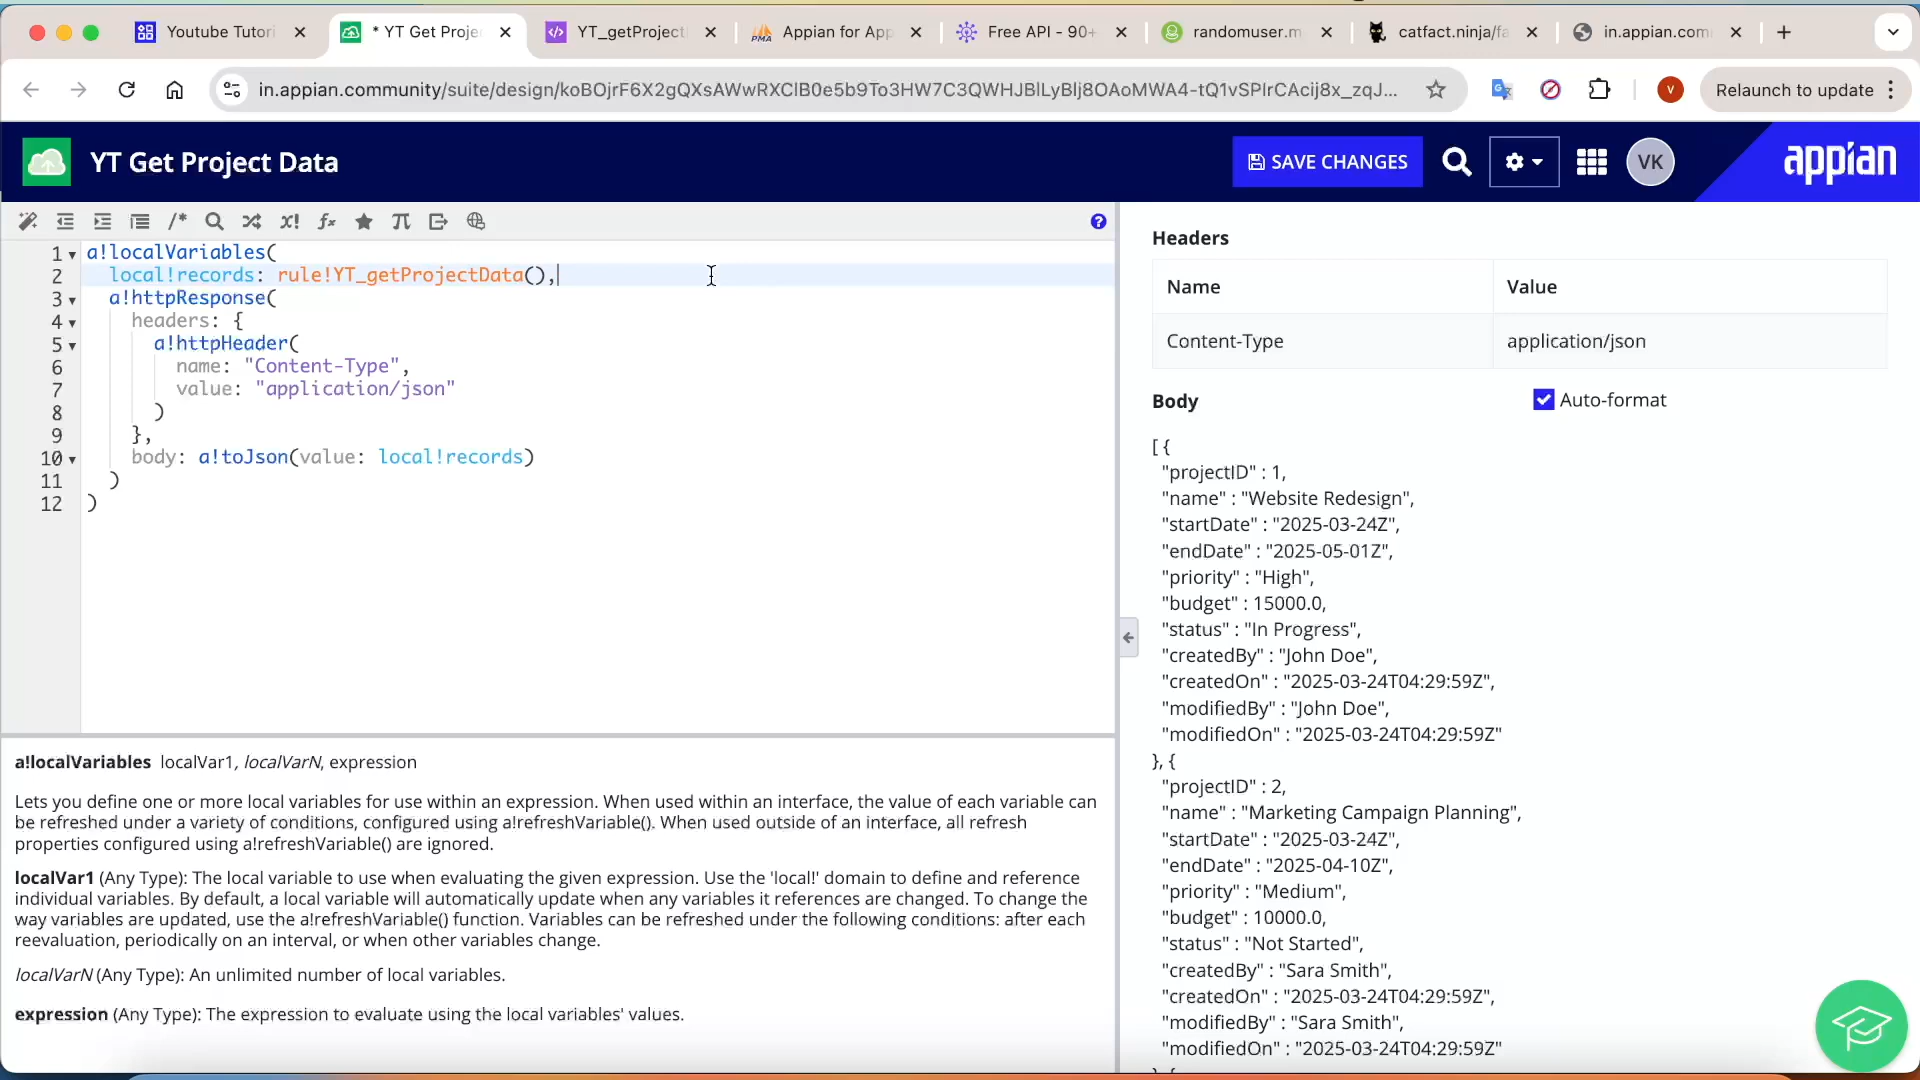 Youtube Tutori
* YT Get Proje
YT_getProject
Appian for App
Free API - 90+
randomuser.m
catfact.ninja/fa
in.appian.com
in.appian.community/suite/design/koBOjrF6X2gQXsAWwRXClB0e5b9To3HW7C3QWHJBlLyBlj8OAoMWA4-tQ1vSPlrCAcij8x_zqJ...
V
Relaunch to update
YT Get Project Data
SAVE CHANGES
VK
appian
1 a!localVariables(
2 local!records: rule!YT_getProjectData(),
3 a!httpResponse(
4 headers: {
5 a!httpHeader(
6 name: "Content-Type",
7 value: "application/json"
8 )
9 },
10 body: a!toJson(value: local!records)
11 )
12 )
a!localVariables localVar1, localVarN, expression
Lets you define one or more local variables for use within an expression. When used within an interface, the value of each variable can
be refreshed under a variety of conditions, configured using a!refreshVariable(). When used outside of an interface, all refresh
properties configured using a!refreshVariable() are ignored.
localVar1 (Any Type): The local variable to use when evaluating the given expression. Use the 'local!' domain to define and reference
individual variables. By default, a local variable will automatically update when any variables it references are changed. To change the
way variables are updated, use the a!refreshVariable() function. Variables can be refreshed under the following conditions: after each
reevaluation, periodically on an interval, or when other variables change.
localVarN (Any Type): An unlimited number of local variables.
expression (Any Type): The expression to evaluate using the local variables' values.
Headers
Name Value
Content-Type application/json
Body
Auto-format
[ {
"projectID" : 1,
"name" : "Website Redesign",
"startDate" : "2025-03-24Z",
"endDate" : "2025-05-01Z",
"priority" : "High",
"budget" : 15000.0,
"status" : "In Progress",
"createdBy" : "John Doe",
"createdOn" : "2025-03-24T04:29:59Z",
"modifiedBy" : "John Doe",
"modifiedOn" : "2025-03-24T04:29:59Z"
}, {
"projectID" : 2,
"name" : "Marketing Campaign Planning",
"startDate" : "2025-03-24Z",
"endDate" : "2025-04-10Z",
"priority" : "Medium",
"budget" : 10000.0,
"status" : "Not Started",
"createdBy" : "Sara Smith",
"createdOn" : "2025-03-24T04:29:59Z",
"modifiedBy" : "Sara Smith",
"modifiedOn" : "2025-03-24T04:29:59Z"